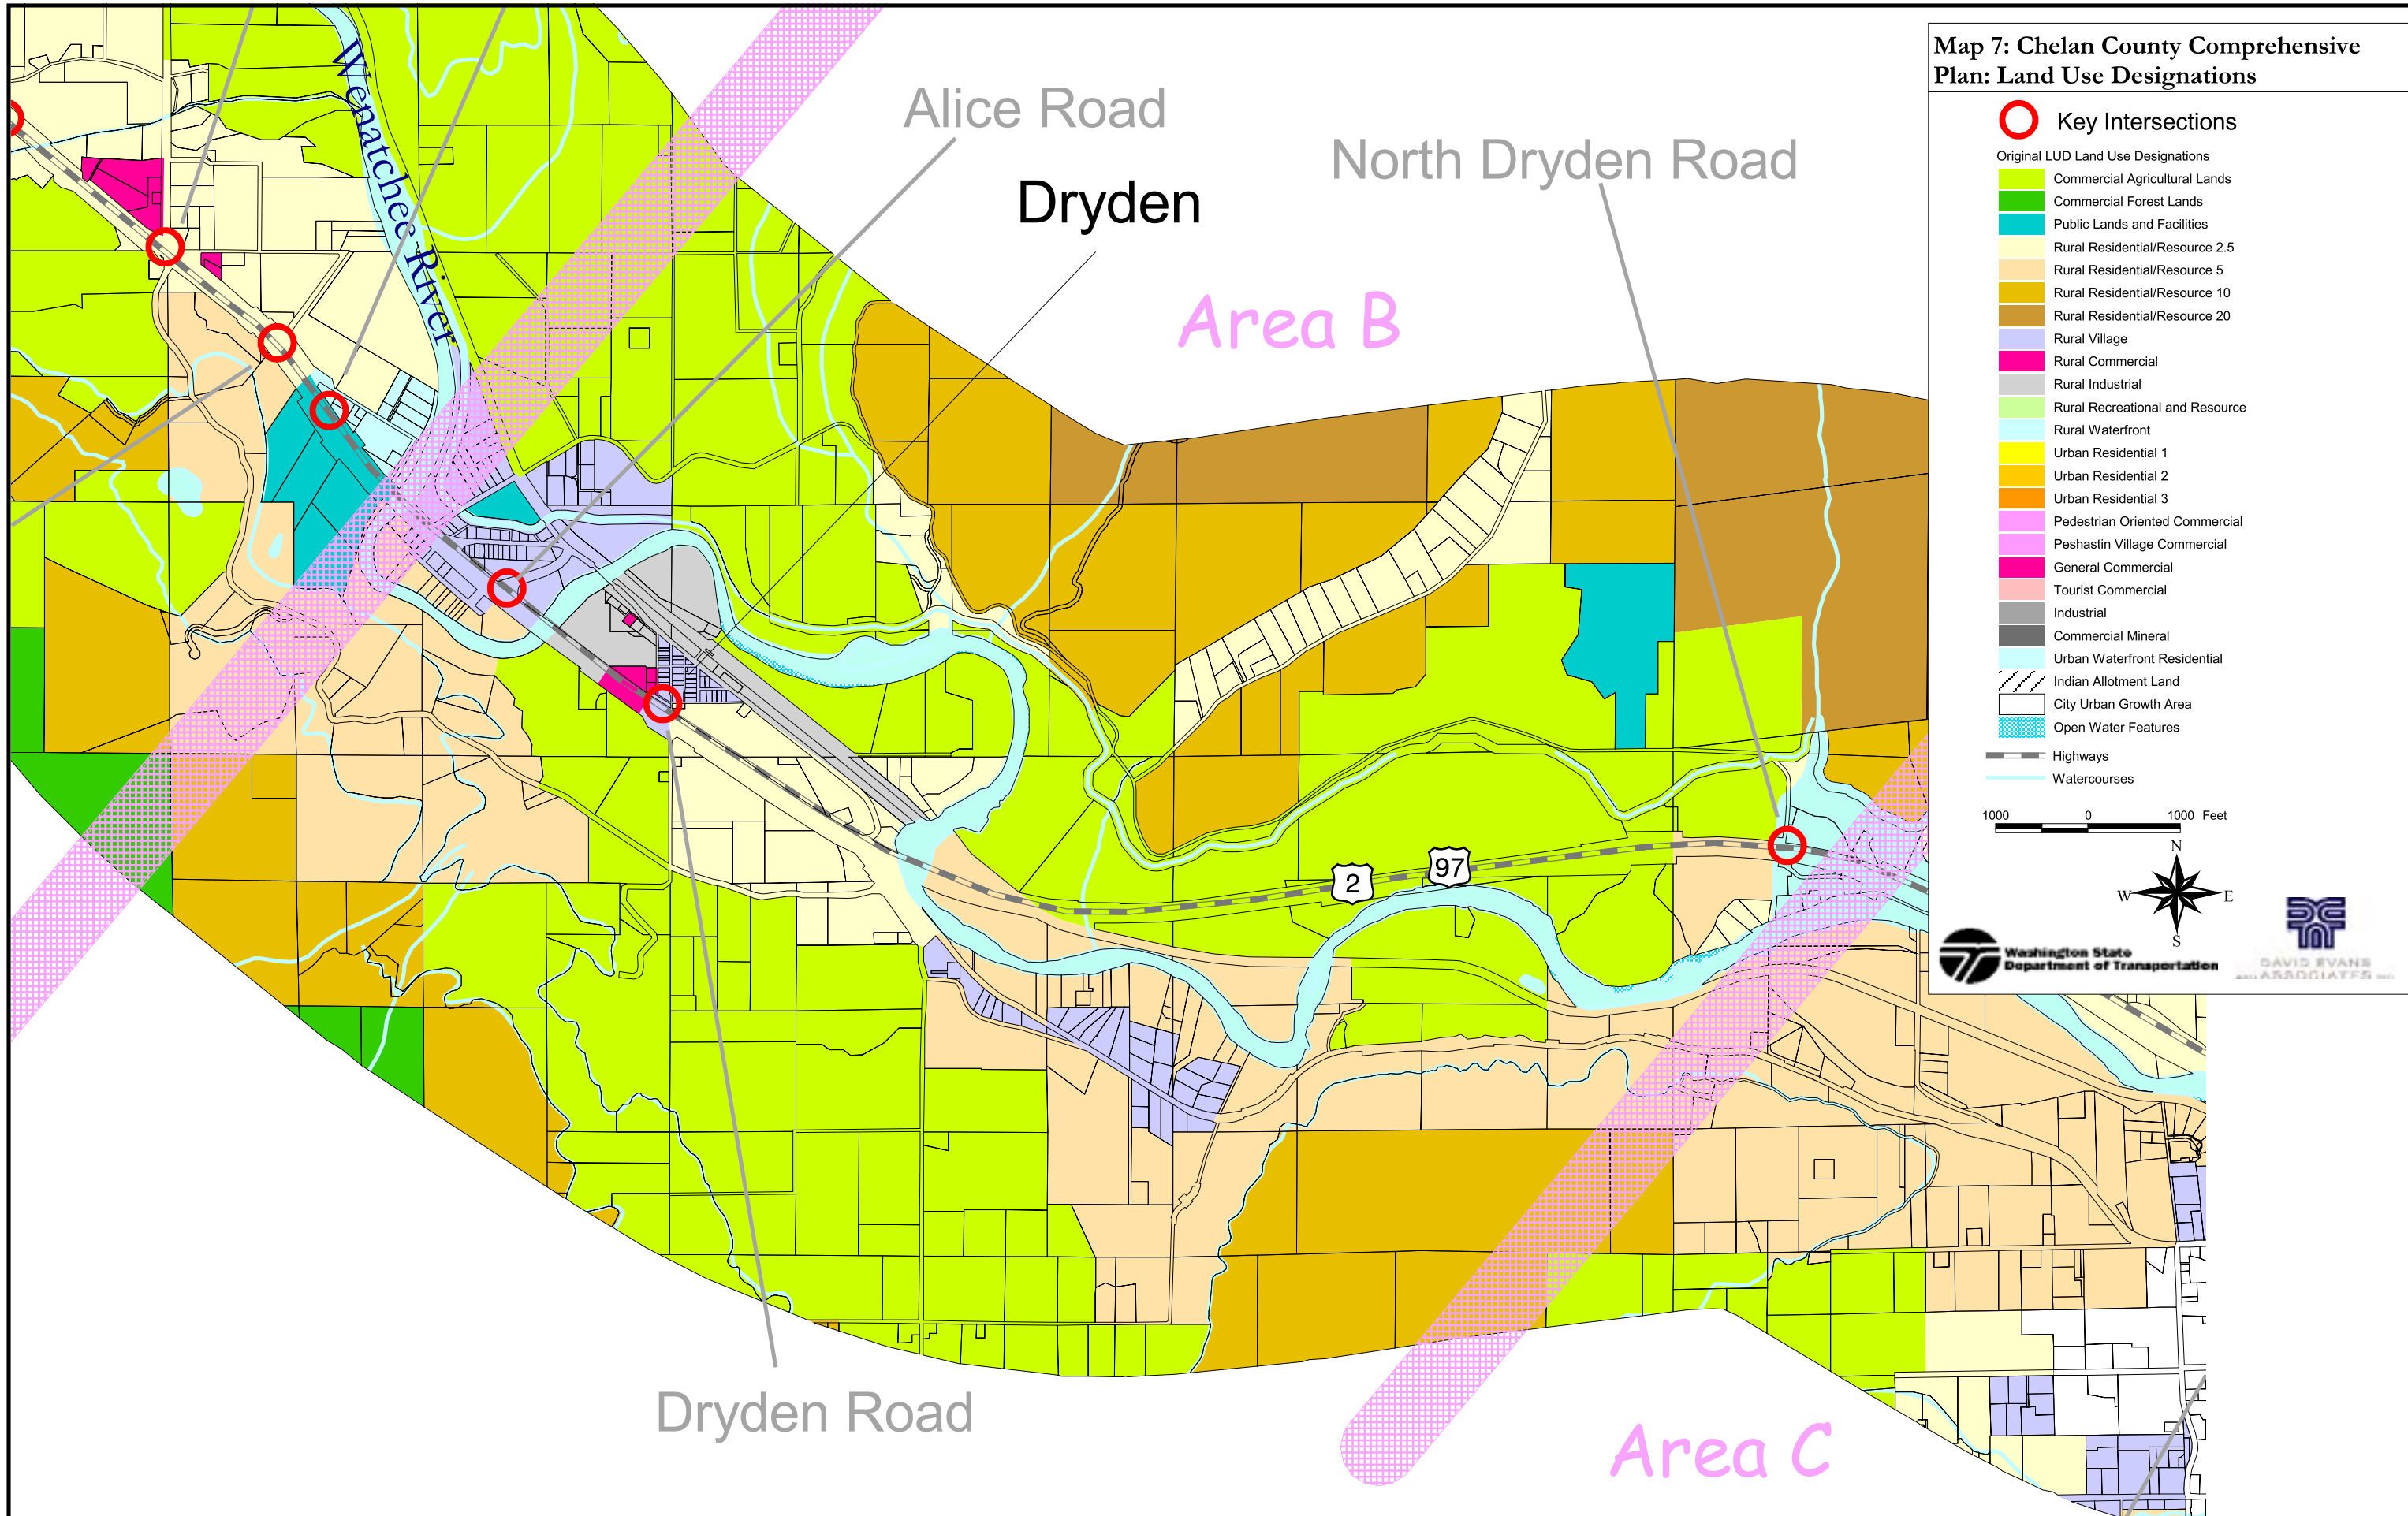 Map 7: Chelan County Comprehensive
Plan: Land Use Designations
Key Intersections
Original LUD Land Use Designations
Commercial Agricultural Lands
Commercial Forest Lands
Public Lands and Facilities
Rural Residential/Resource 2.5
Rural Residential/Resource 5
Rural Residential/Resource 10
Rural Residential/Resource 20
Rural Village
Rural Commercial
Rural Industrial
Rural Recreational and Resource
Rural Waterfront
Urban Residential 1
Urban Residential 2
Urban Residential 3
Pedestrian Oriented Commercial
Peshastin Village Commercial
General Commercial
Tourist Commercial
Industrial
Commercial Mineral
Urban Waterfront Residential
Indian Allotment Land
City Urban Growth Area
Open Water Features
Highways
Watercourses
1000 0 1000 Feet
N
W E
S
Washington State
Department of Transportation
DAVID EVANS
ASSOCIATES
Wenatchee River
Alice Road
Dryden
North Dryden Road
Area B
2
97
Dryden Road
Area C